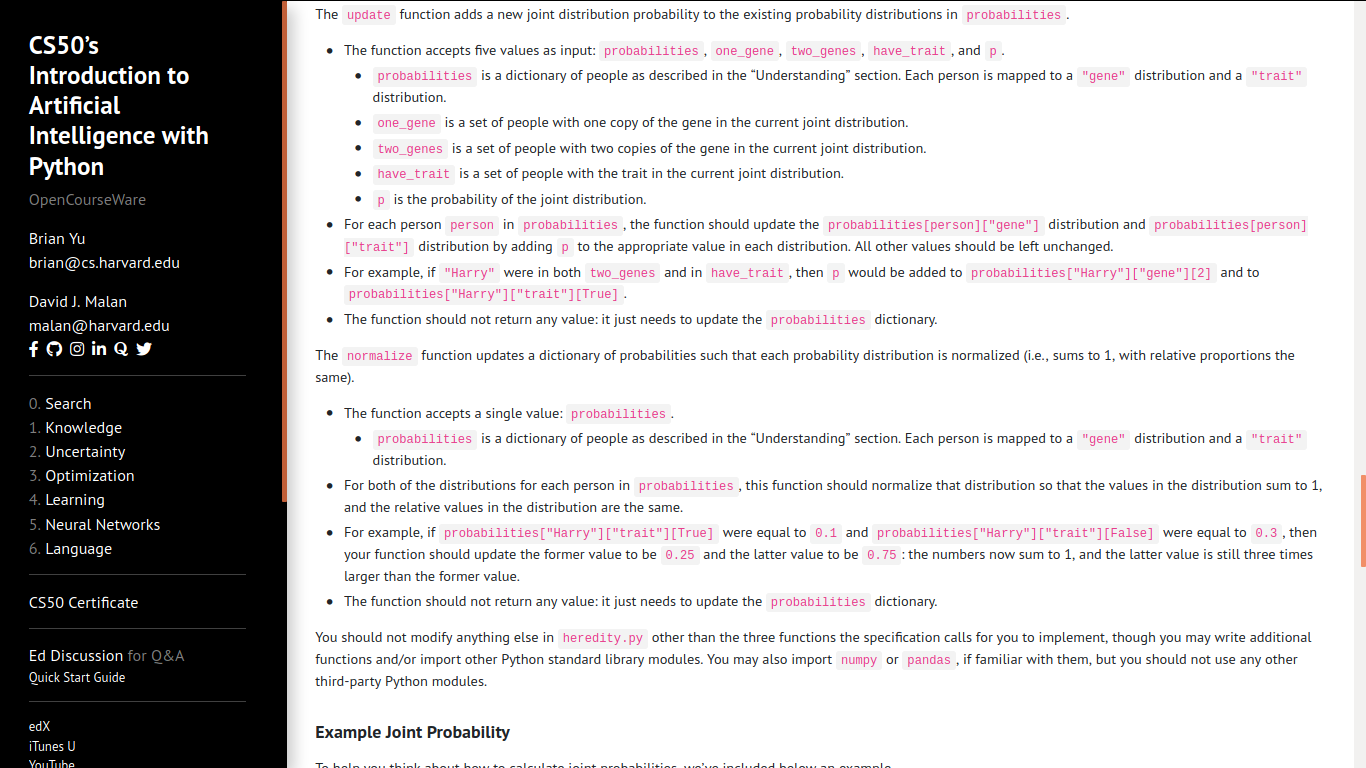 CS50’s
Introduction to
Artificial
Intelligence with
Python
OpenCourseWare
Brian Yu
brian@cs.harvard.edu
David J. Malan
malan@harvard.edu
0. Search
1. Knowledge
2. Uncertainty
3. Optimization
4. Learning
5. Neural Networks
6. Language
CS50 Certificate
Ed Discussion for Q&A
Quick Start Guide
edX
iTunes U
YouTube
The update function adds a new joint distribution probability to the existing probability distributions in probabilities .
• The function accepts five values as input: probabilities , one_gene , two_genes , have_trait , and p .
• probabilities is a dictionary of people as described in the “Understanding” section. Each person is mapped to a "gene" distribution and a "trait"
distribution.
• one_gene is a set of people with one copy of the gene in the current joint distribution.
• two_genes is a set of people with two copies of the gene in the current joint distribution.
• have_trait is a set of people with the trait in the current joint distribution.
• p is the probability of the joint distribution.
• For each person person in probabilities , the function should update the probabilities[person]["gene"] distribution and probabilities[person]
["trait"] distribution by adding p to the appropriate value in each distribution. All other values should be left unchanged.
• For example, if "Harry" were in both two_genes and in have_trait , then p would be added to probabilities["Harry"]["gene"][2] and to
probabilities["Harry"]["trait"][True] .
• The function should not return any value: it just needs to update the probabilities dictionary.
The normalize function updates a dictionary of probabilities such that each probability distribution is normalized (i.e., sums to 1, with relative proportions the
same).
• The function accepts a single value: probabilities .
• probabilities is a dictionary of people as described in the “Understanding” section. Each person is mapped to a "gene" distribution and a "trait"
distribution.
• For both of the distributions for each person in probabilities , this function should normalize that distribution so that the values in the distribution sum to 1,
and the relative values in the distribution are the same.
• For example, if probabilities["Harry"]["trait"][True] were equal to 0.1 and probabilities["Harry"]["trait"][False] were equal to 0.3 , then
your function should update the former value to be 0.25 and the latter value to be 0.75 : the numbers now sum to 1, and the latter value is still three times
larger than the former value.
• The function should not return any value: it just needs to update the probabilities dictionary.
You should not modify anything else in heredity.py other than the three functions the specification calls for you to implement, though you may write additional
functions and/or import other Python standard library modules. You may also import numpy or pandas , if familiar with them, but you should not use any other
third-party Python modules.
Example Joint Probability
To help you think about how to calculate joint probabilities, we’ve included below an example.